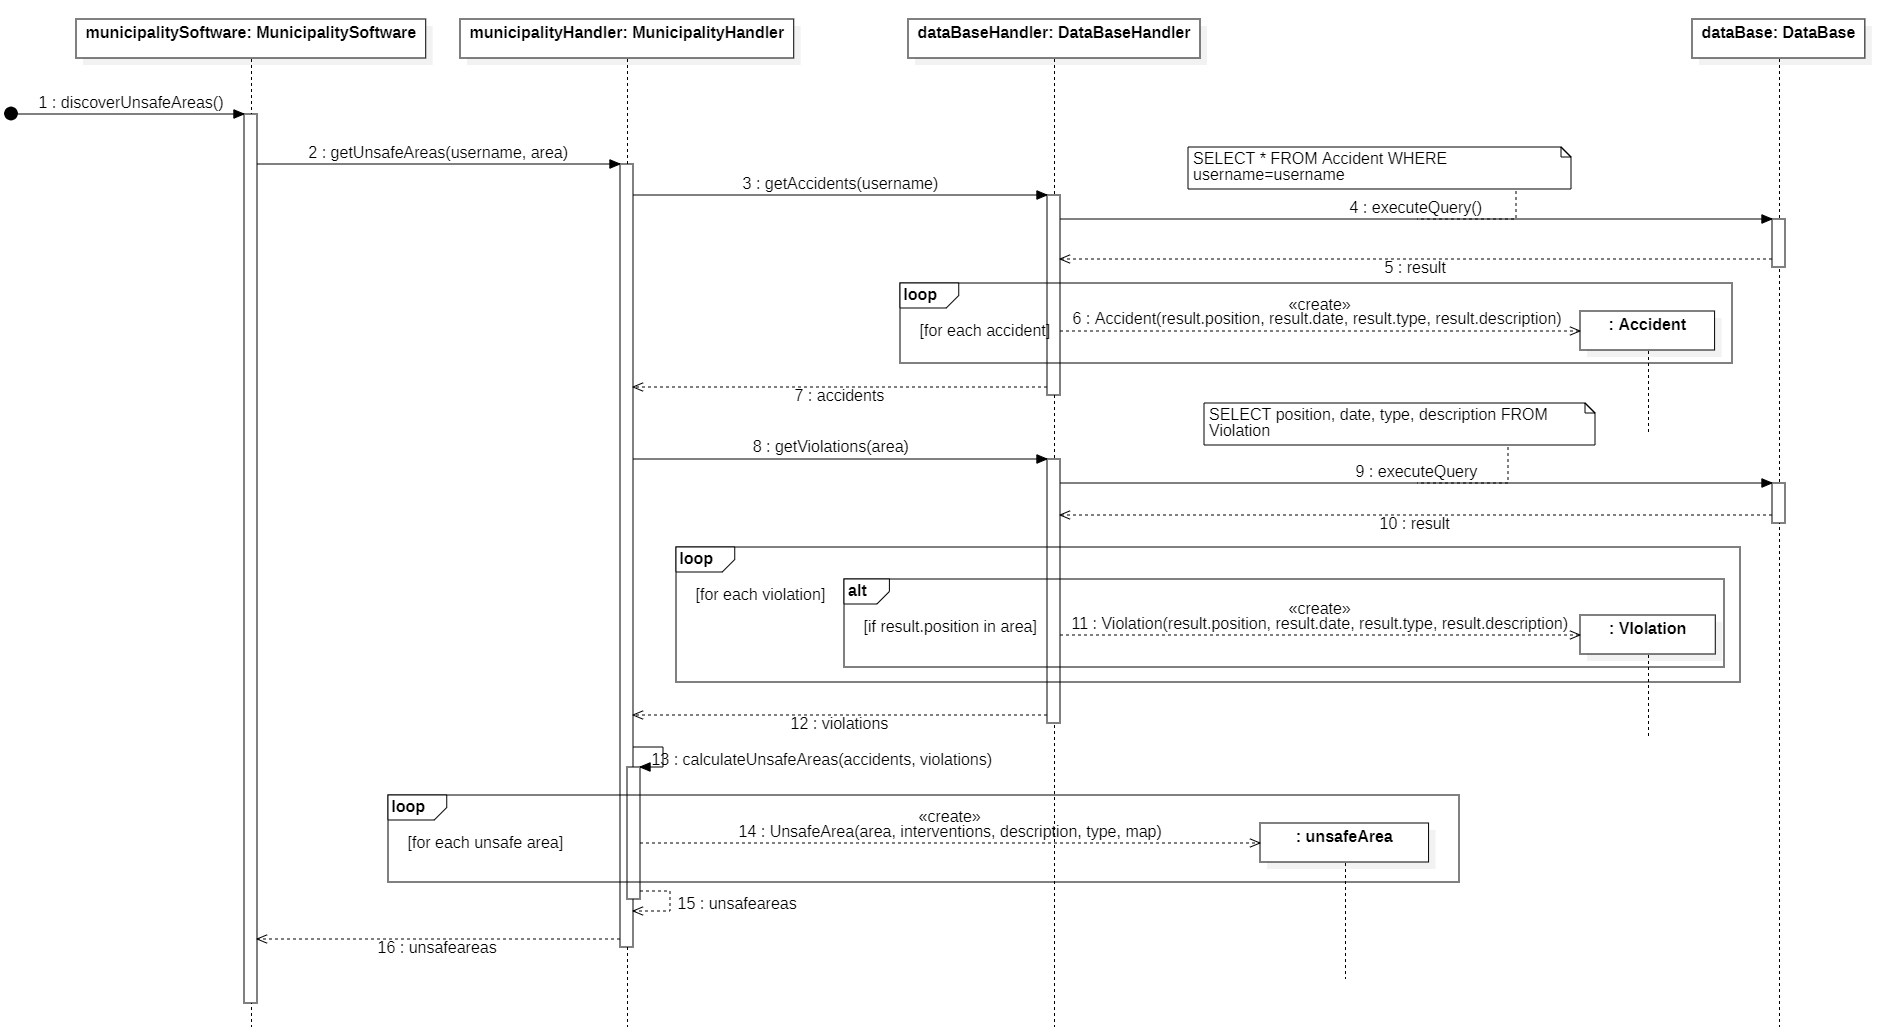 municipalitySoftware: MunicipalitySoftware
municipalityHandler: MunicipalityHandler
dataBaseHandler: DataBaseHandler
dataBase: DataBase
1 : discoverUnsafeAreas()
2 : getUnsafeAreas(username, area)
SELECT * FROM Accident WHERE
username=username
3 : getAccidents(username)
4 : executeQuery()
5 : result
loop
[for each accident]
«create»
6 : Accident(result.position, result.date, result.type, result.description)
: Accident
7 : accidents
SELECT position, date, type, description FROM
Violation
8 : getViolations(area)
9 : executeQuery
10 : result
loop
[for each violation]
alt
[if result.position in area]
«create»
11 : Violation(result.position, result.date, result.type, result.description)
: VIolation
12 : violations
13 : calculateUnsafeAreas(accidents, violations)
loop
[for each unsafe area]
«create»
14 : UnsafeArea(area, interventions, description, type, map)
: unsafeArea
15 : unsafeareas
16 : unsafeareas